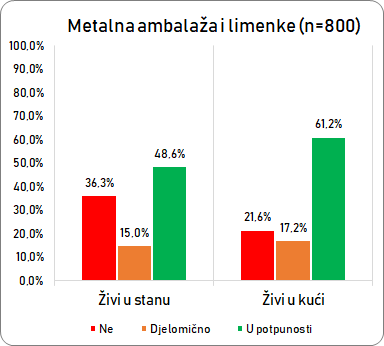 Metalna ambalaža i limenke (n=800)
100,0%
90,0%
80,0%
70,0%
60,0%
50,0%
40,0%
30,0%
20,0%
10,0%
0,0%
36,3%
15,0%
48,6%
21,6%
17,2%
61,2%
Živi u stanu
Živi u kući
Ne
Djelomično
U potpunosti